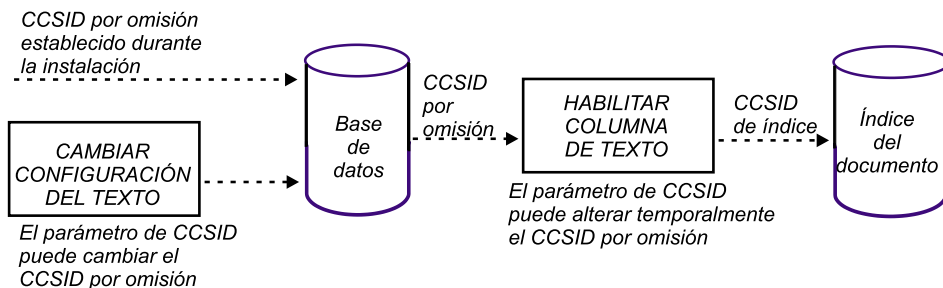 CCSID por omisión
establecido durante
la instalación
CAMBIAR
CONFIGURACIÓN
DEL TEXTO
El parámetro de CCSID
puede cambiar el
CCSID por omisión
Base
de
datos
CCSID
por
omisión
HABILITAR
COLUMNA
DE TEXTO
El parámetro de CCSID
puede alterar temporalmente
el CCSID por omisión
CCSID
de índice
Índice
del
documento